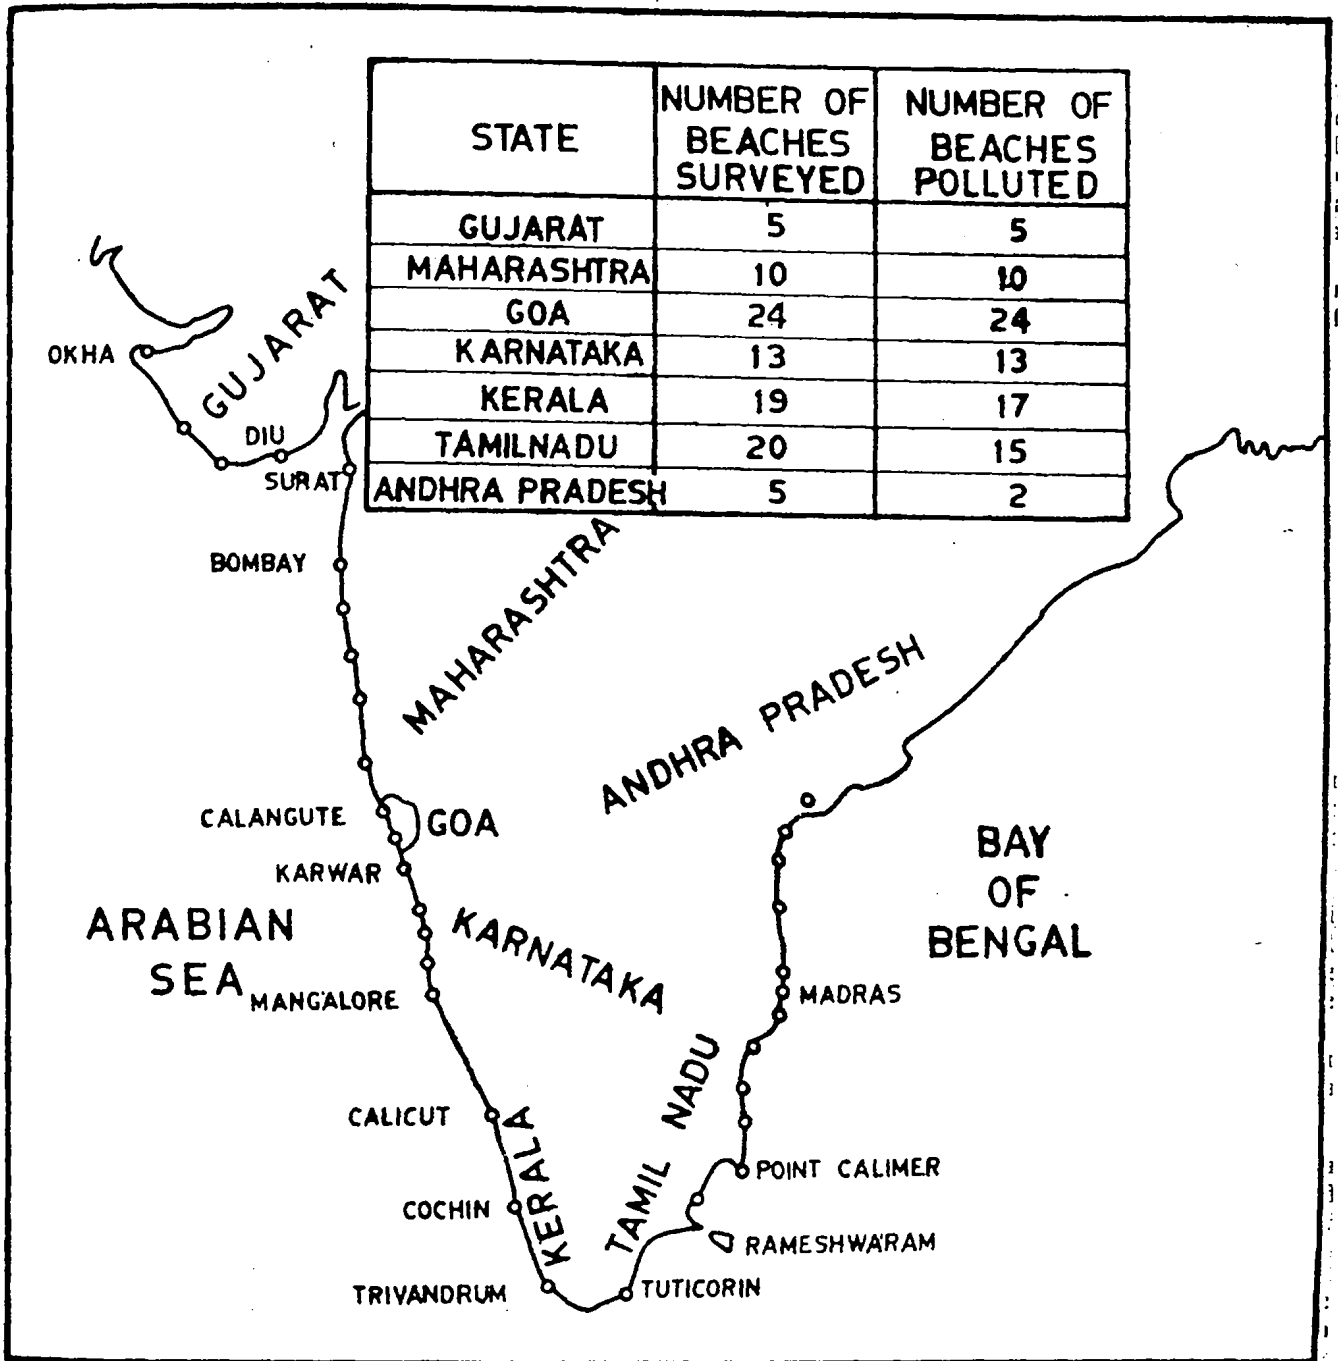 STATE
NUMBER OF
BEACHES
SURVEYED
NUMBER OF
BEACHES
POLLUTED
GUJARAT 5 5
MAHARASHTRA 10 10
GOA 24 24
KARNATAKA 13 13
KERALA 19 17
TAMILNADU 20 15
ANDHRA PRADESH 5 2
OKHA
GUJARAT
DIU
SURAT
BOMBAY
MAHARASHTRA
ANDHRA PRADESH
CALANGUTE
GOA
KARWAR
ARABIAN
SEA
KARNATAKA
BAY
OF
BENGAL
MANGALORE
MADRAS
TAMIL NADU
CALICUT
KERALA
POINT CALIMER
COCHIN
RAMESHWARAM
TRIVANDRUM
TUTICORIN